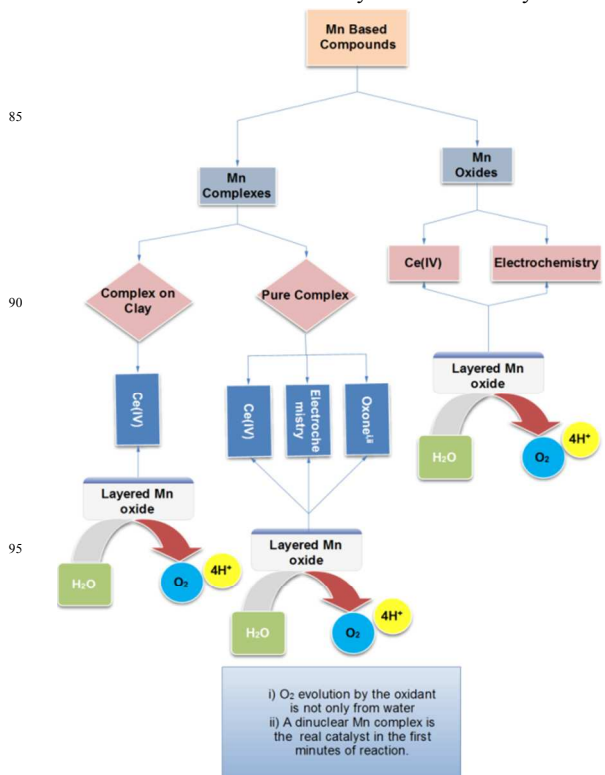 Mn Based
Compounds
85
Mn
Complexes
Mn
Oxides
Complex on
Clay
Pure Complex
Ce(IV)
Electrochemistry
90
Ce(IV)
Ce(IV)
Electroche
mistry
Oxone
Layered Mn
oxide
H₂O
O₂
4H⁺
Layered Mn
oxide
H₂O
O₂
4H⁺
95
Layered Mn
oxide
H₂O
O₂
4H⁺
i) O₂ evolution by the oxidant
is not only from water
ii) A dinuclear Mn complex is
the real catalyst in the first
minutes of reaction.